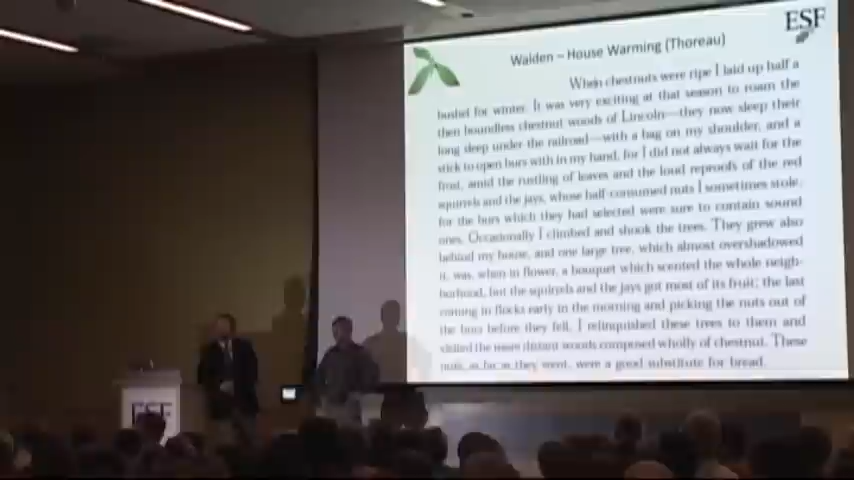 ESF
Walden – House Warming (Thoreau)
When chestnuts were ripe I laid up half a
bushel for winter. It was very exciting at that season to roam the
then boundless chestnut woods of Lincoln—they now sleep their
long sleep under the railroad—with a bag on my shoulder, and a
stick to open burs with in my hand, for I did not always wait for the
frost, amid the rustling of leaves and the loud reproofs of the red
squirrels and the jays, whose half-consumed nuts I sometimes stole,
for the burs which they had selected were sure to contain sound
ones. Occasionally I climbed and shook the trees. They grew also
behind my house, and one large tree, which almost overshadowed
it, was, when in flower, a bouquet which scented the whole neigh-
borhood, but the squirrels and the jays got most of its fruit; the last
coming in flocks early in the morning and picking the nuts out of
the burs before they fell. I relinquished these trees to them and
visited the more distant woods composed wholly of chestnut. These
nuts, as far as they went, were a good substitute for bread.
ESF